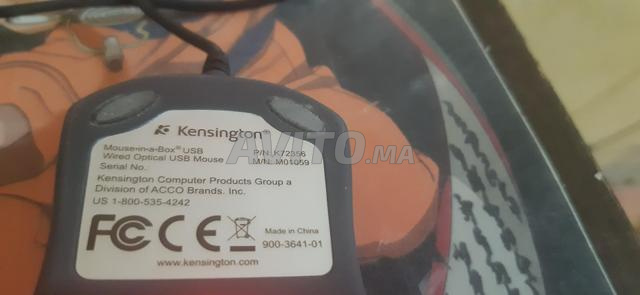 Kensington®
Mouse-in-a-Box® USB P/N: K72356
Wired Optical USB Mouse M/N: M01059
Serial No.:
Kensington Computer Products Group a
Division of ACCO Brands. Inc.
US 1-800-535-4242
FC CE
Made in China
900-3641-01
www.kensington.com
AVITO.MA